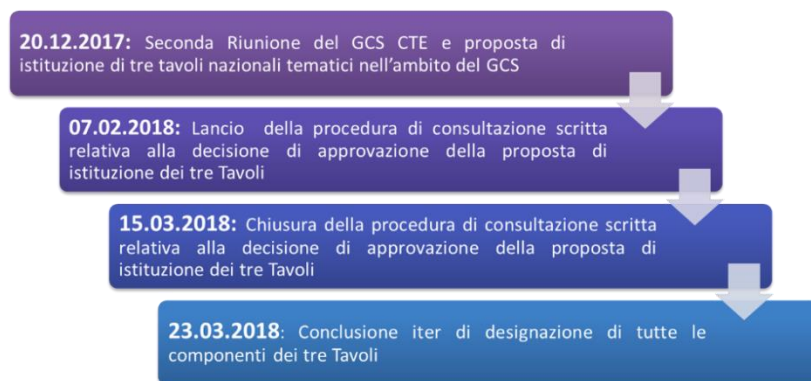 20.12.2017: Seconda Riunione del GCS CTE e proposta di
istituzione di tre tavoli nazionali tematici nell'ambito del GCS
07.02.2018: Lancio della procedura di consultazione scritta
relativa alla decisione di approvazione della proposta di
istituzione dei tre Tavoli
15.03.2018: Chiusura della procedura di consultazione scritta
relativa alla decisione di approvazione della proposta di
istituzione dei tre Tavoli
23.03.2018: Conclusione iter di designazione di tutte le
componenti dei tre Tavoli